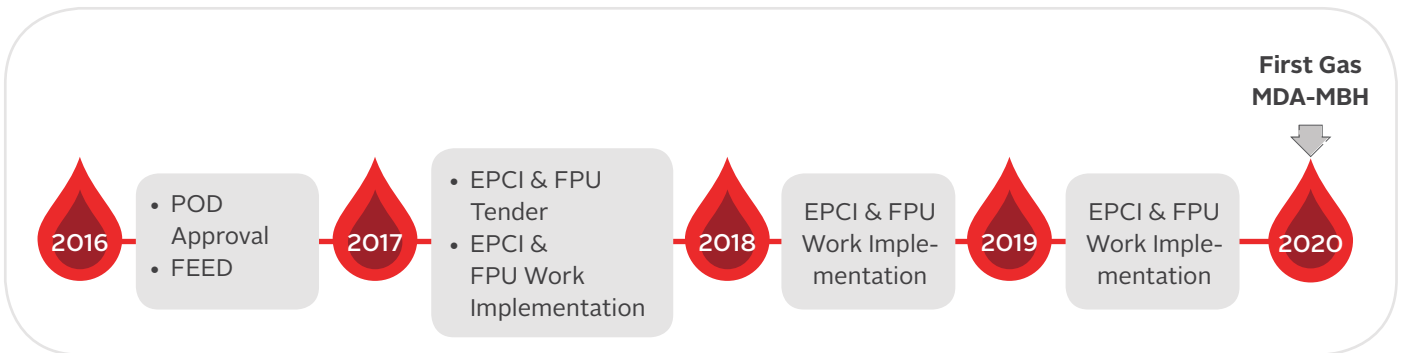 First Gas
MDA-MBH
2016
• POD
Approval
• FEED
2017
• EPCI & FPU
Tender
• EPCI &
FPU Work
Implementation
2018
EPCI & FPU
Work Imple-
mentation
2019
EPCI & FPU
Work Imple-
mentation
2020